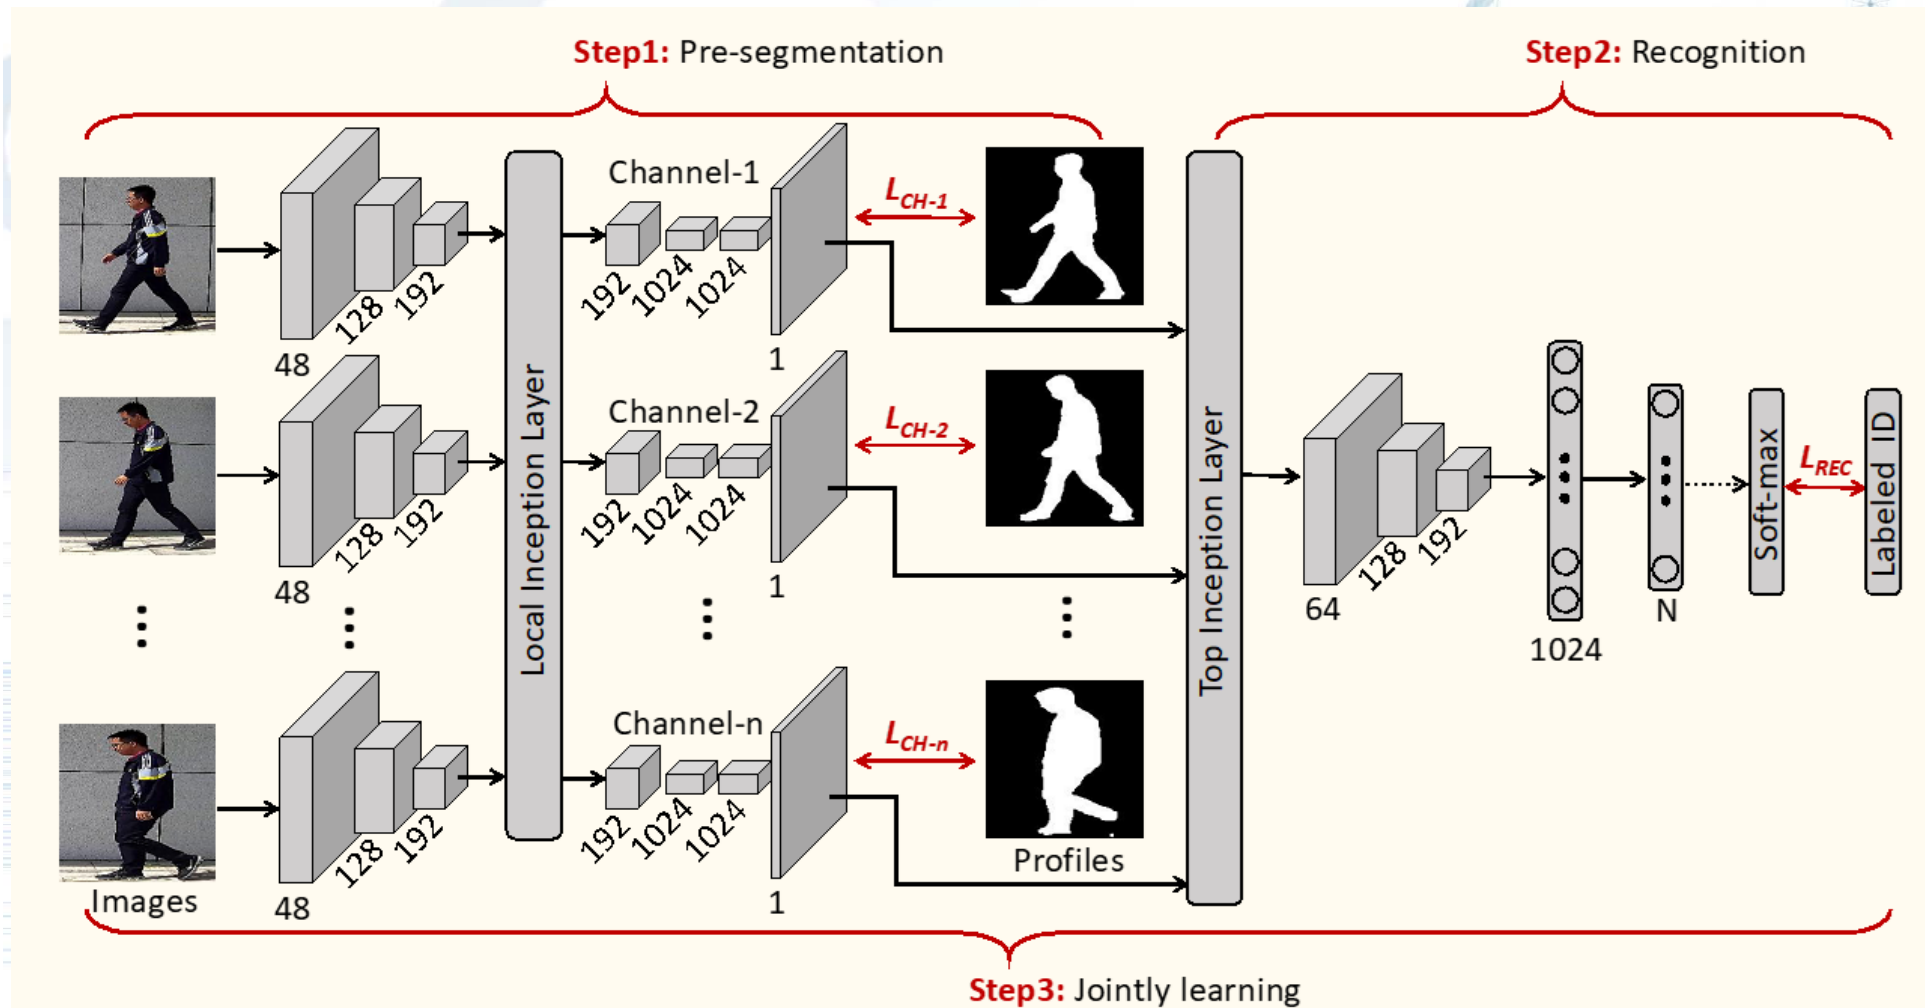 Step1: Pre-segmentation
Step2: Recognition
Channel-1
L_CH-1
48
128
192
192
1024
1024
1
Local Inception Layer
Channel-2
L_CH-2
48
128
192
192
1024
1024
1
Top Inception Layer
64
128
192
1024
N
Soft-max
L_REC
Labeled ID
Channel-n
L_CH-n
48
128
192
192
1024
1024
1
Images
Profiles
Step3: Jointly learning